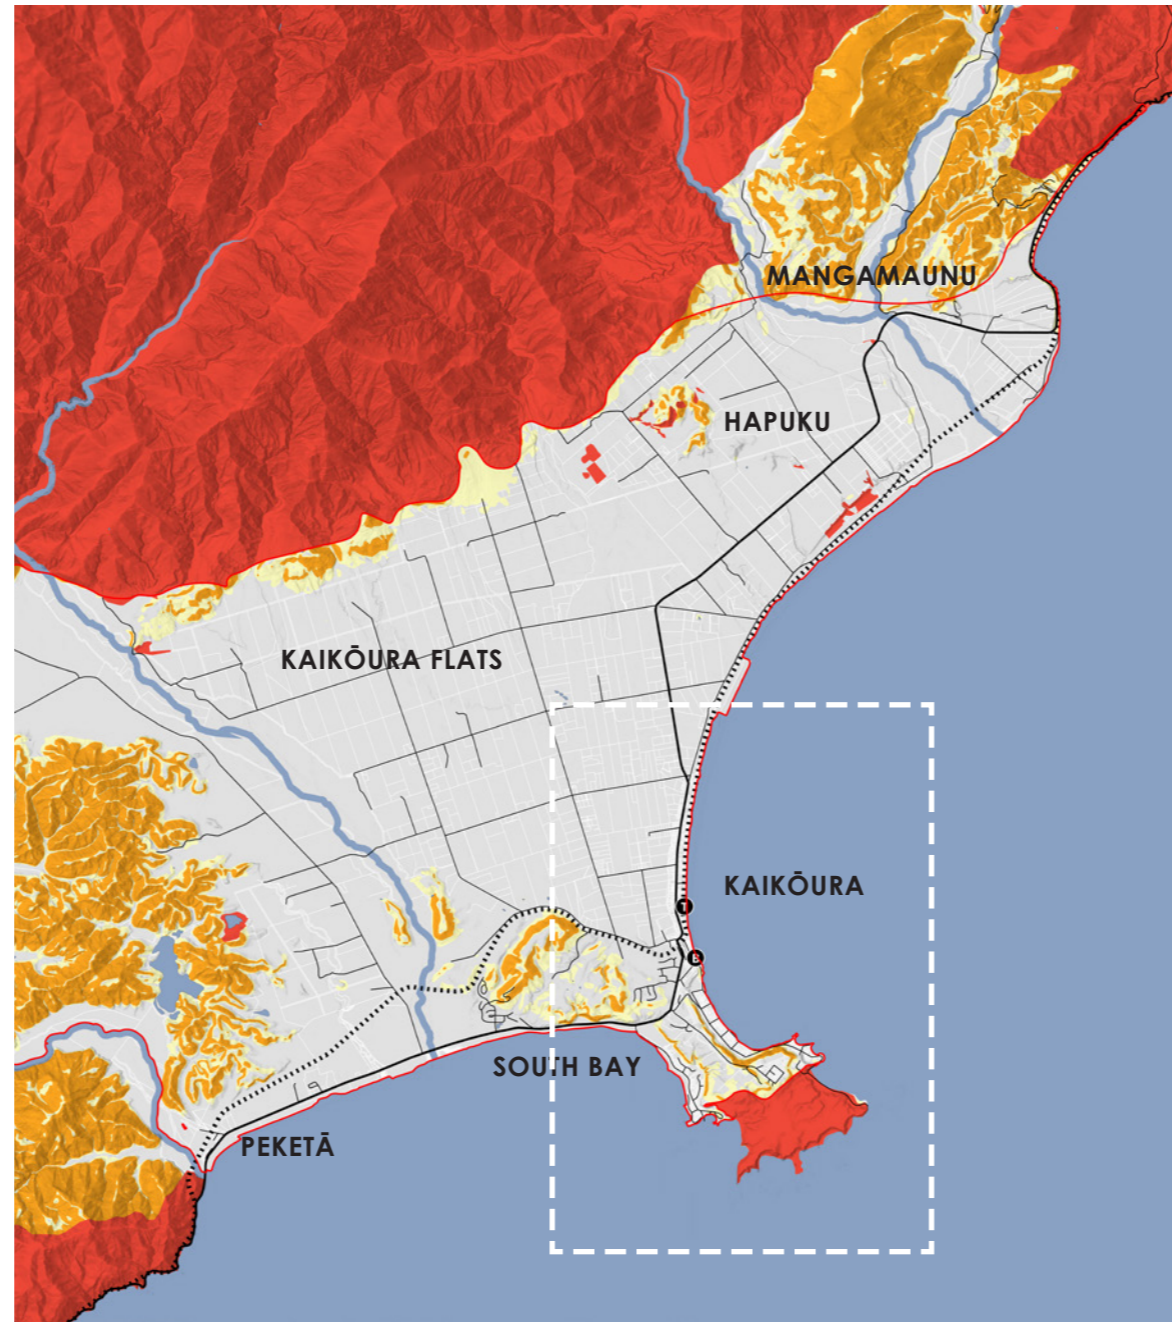 MANGAMAUNU
HAPUKU
KAIKŌURA FLATS
KAIKŌURA
T
B
SOUTH BAY
PEKETĀ